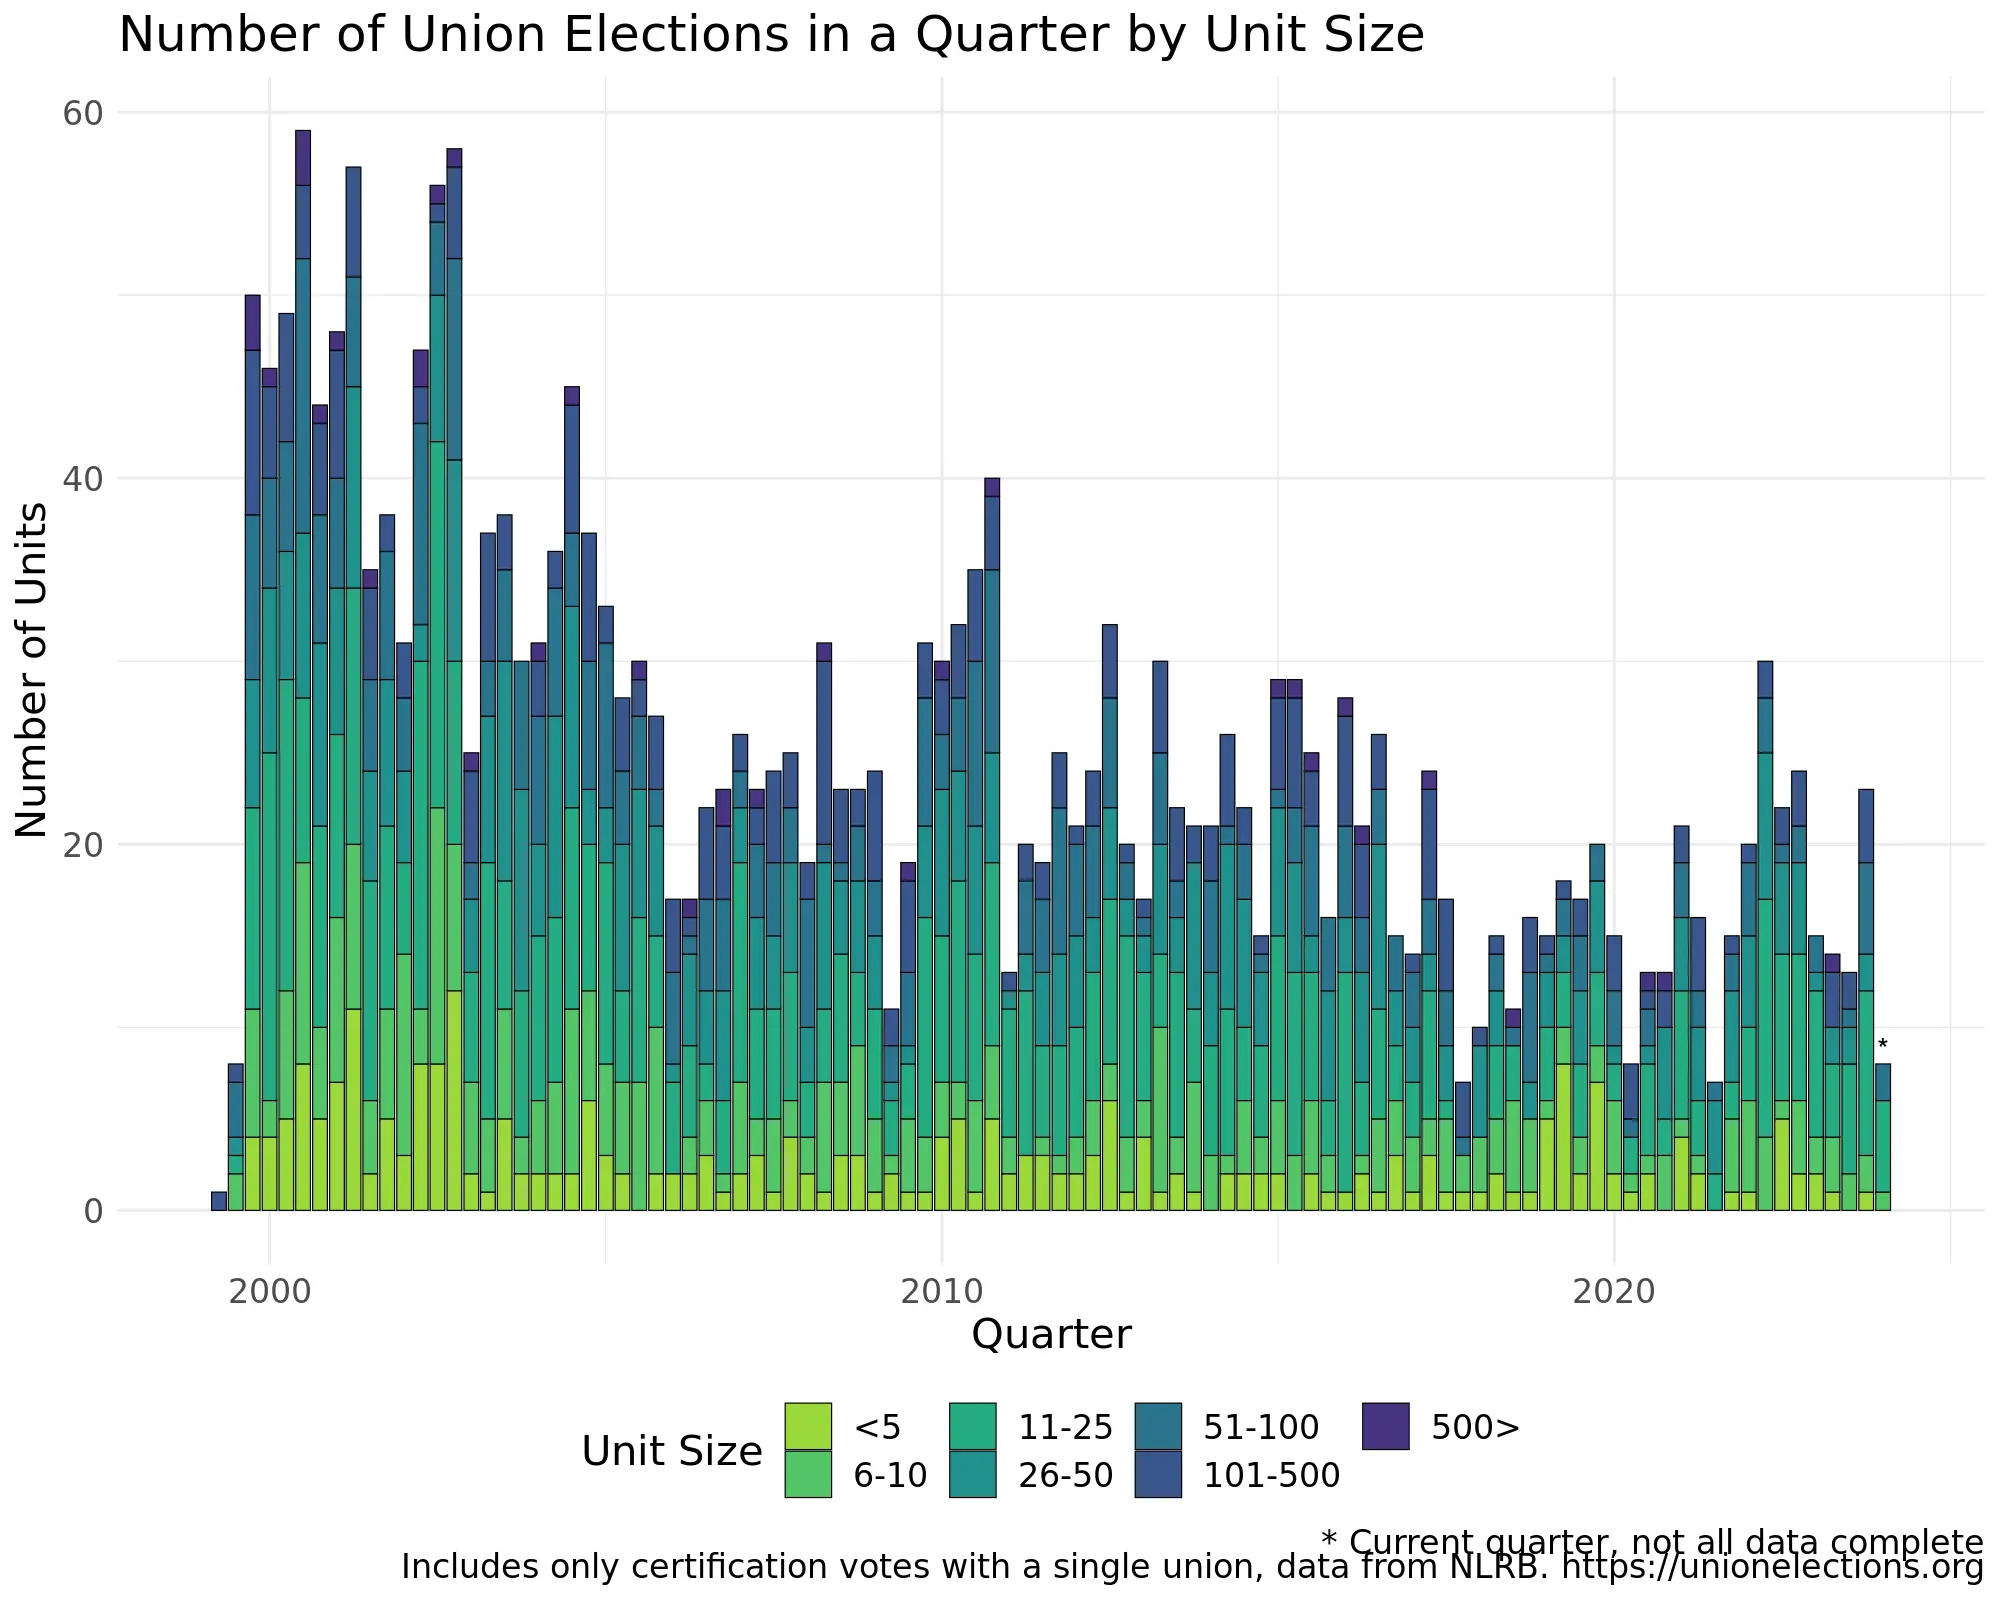 Number of Union Elections in a Quarter by Unit Size
60
40
20
0
Number of Units
*
2000 2010 2020
Quarter
Unit Size
<5 11-25 51-100 500>
6-10 26-50 101-500
* Current quarter, not all data complete
Includes only certification votes with a single union, data from NLRB. https://unionelections.org